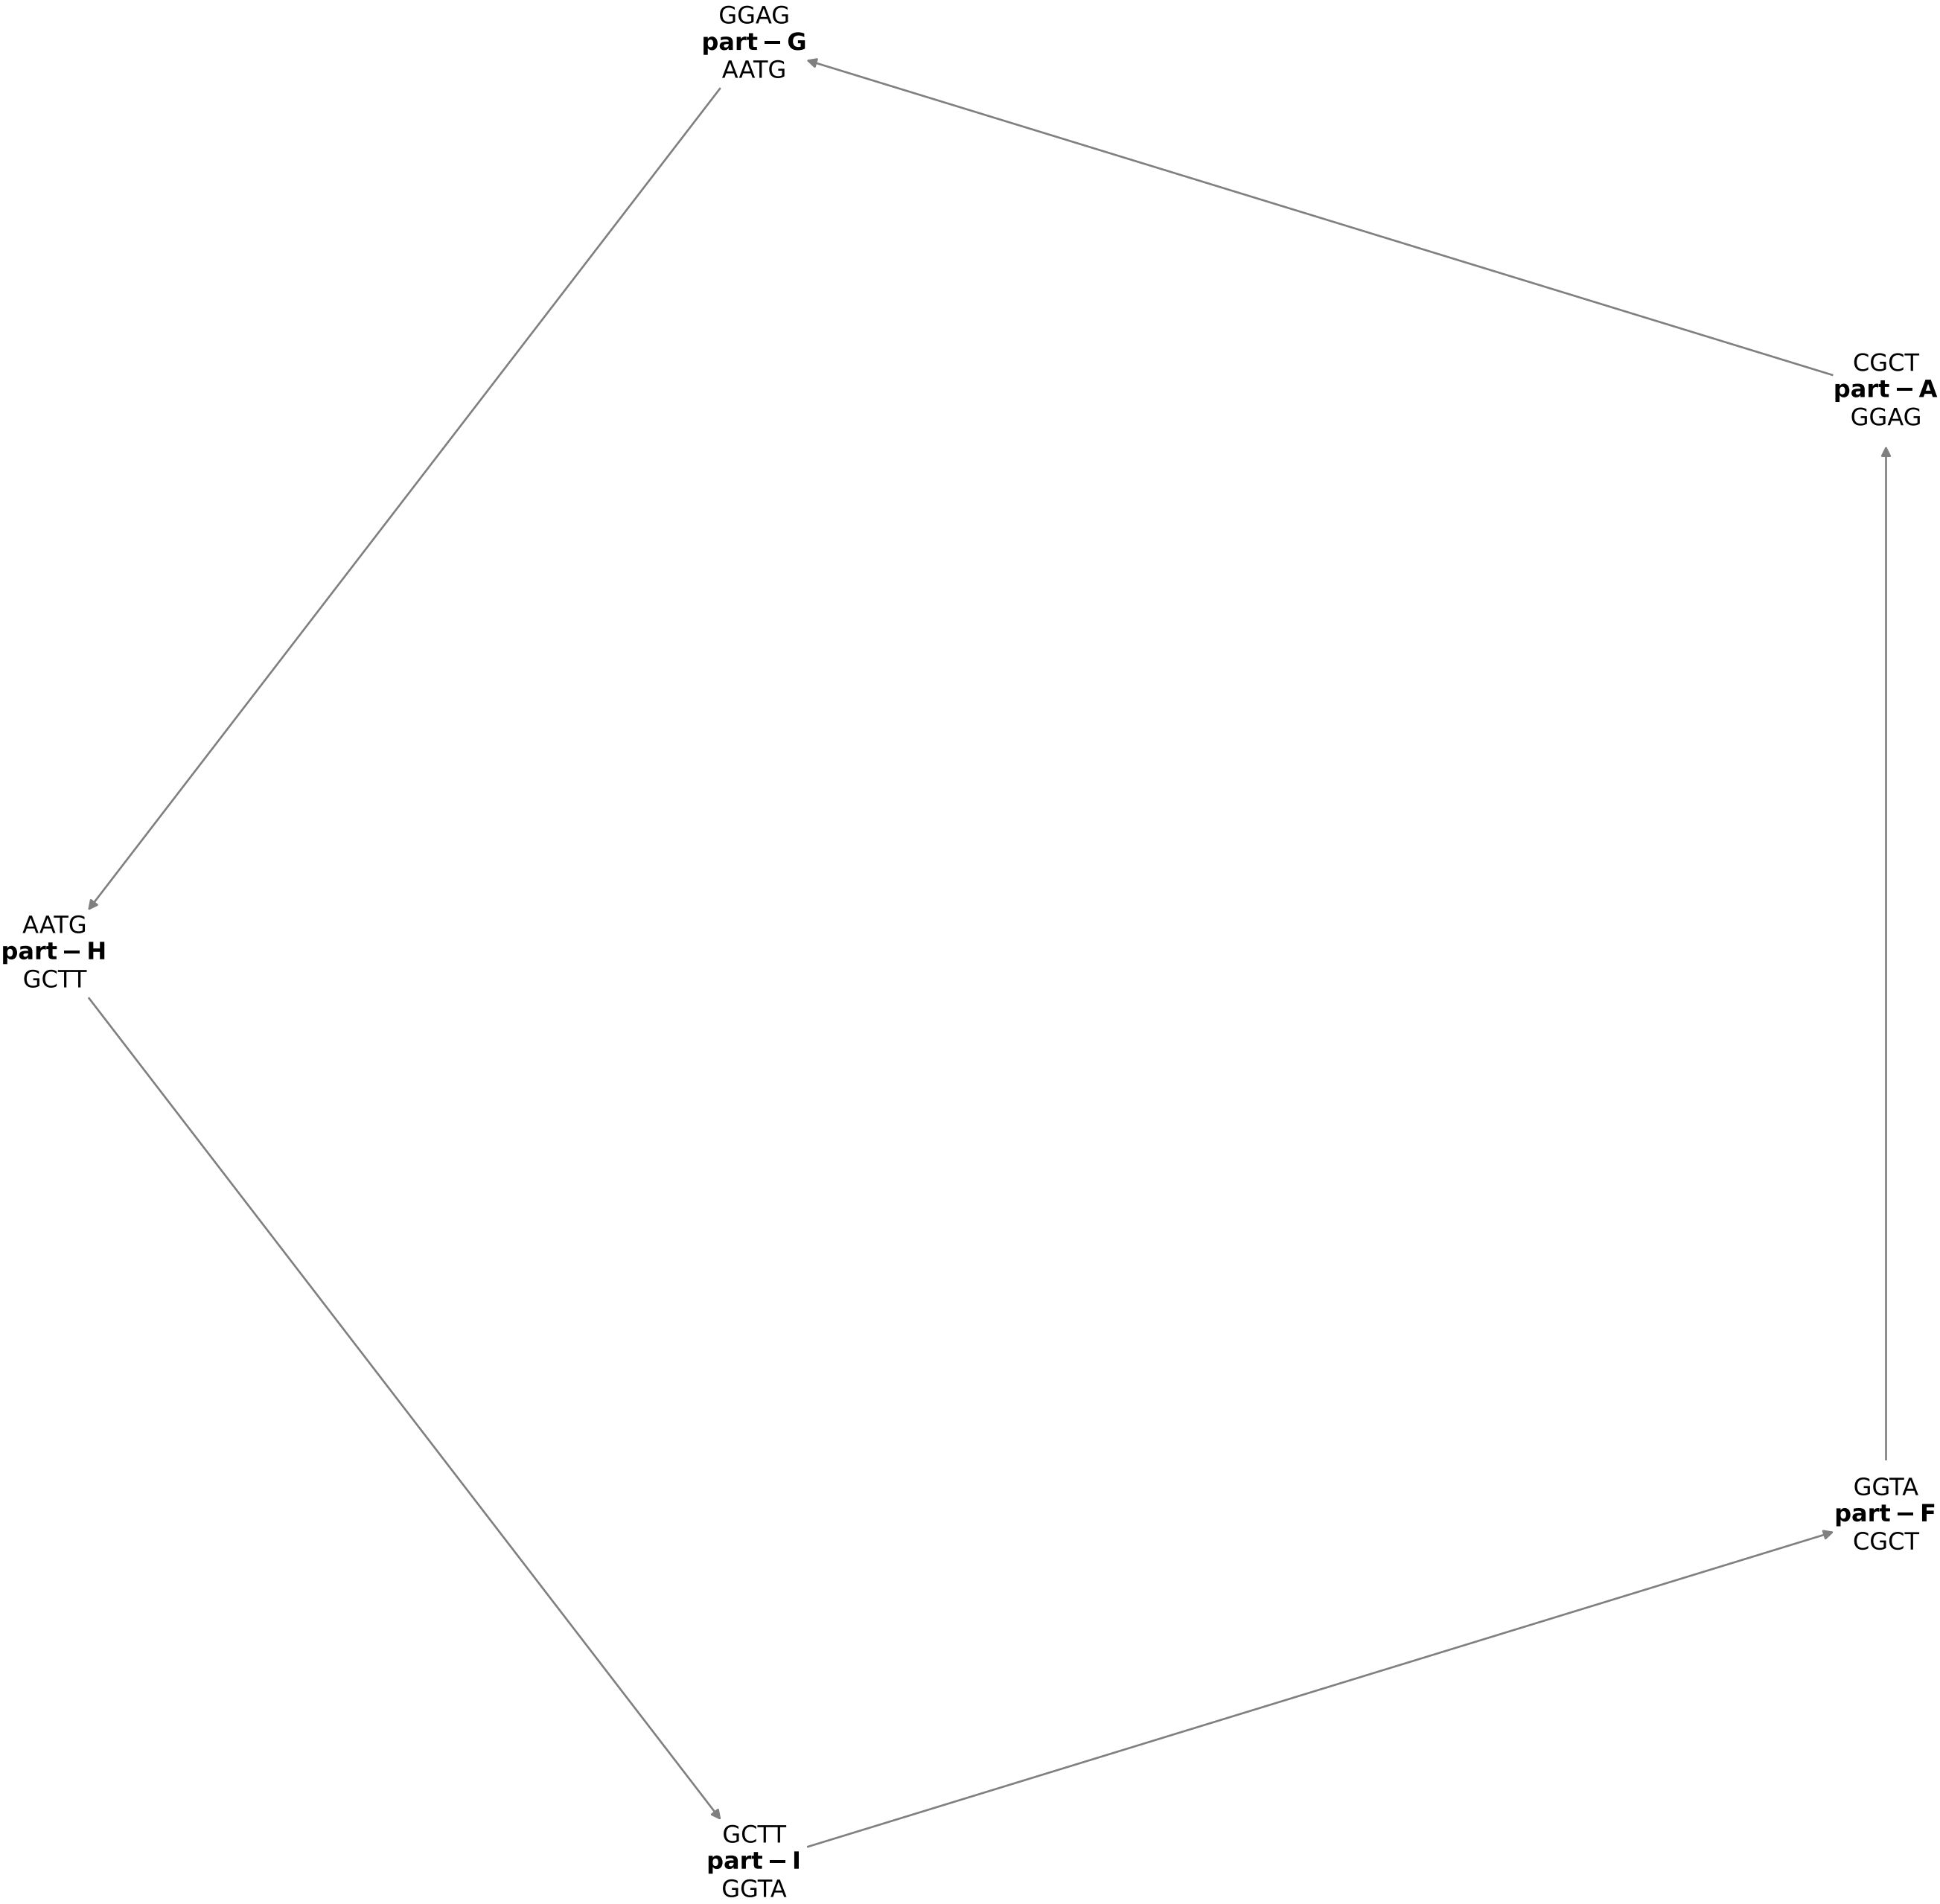 GGAG
part – G
AATG
CGCT
part – A
GGAG
AATG
part – H
GCTT
GGTA
part – F
CGCT
GCTT
part – I
GGTA